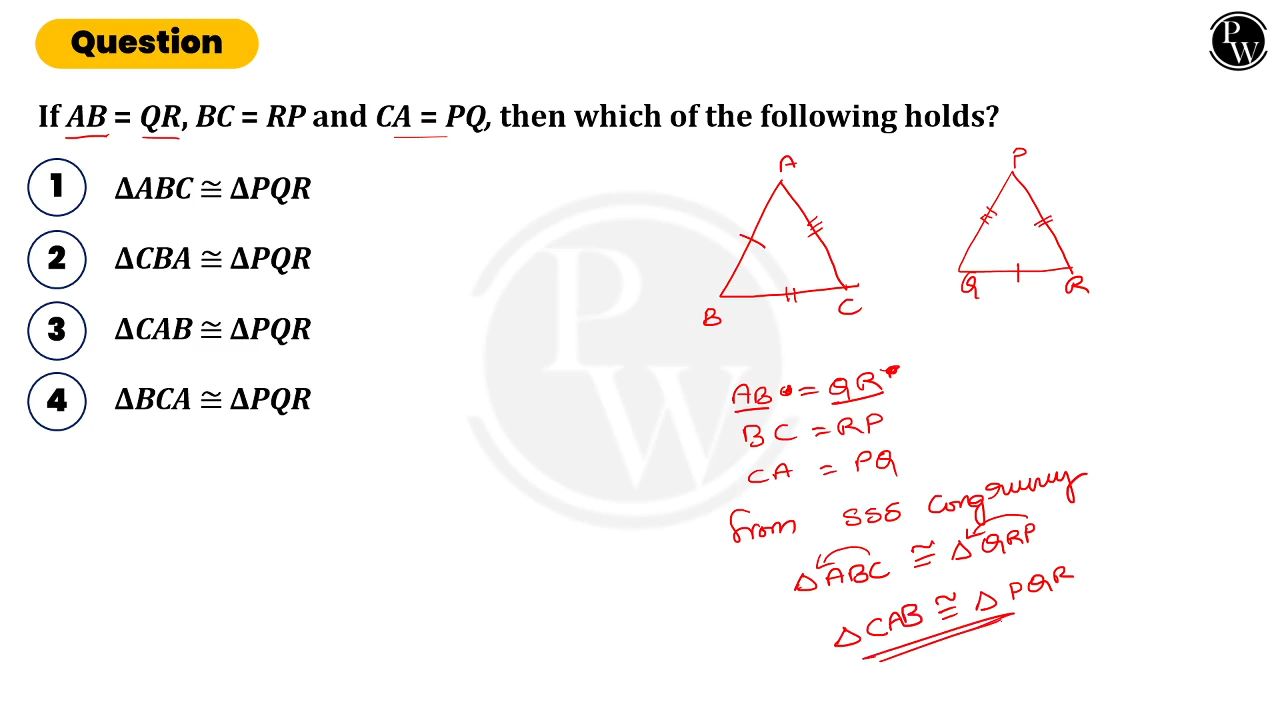 Question
PW
If AB = QR, BC = RP and CA = PQ, then which of the following holds?
1 ΔABC ≅ ΔPQR
2 ΔCBA ≅ ΔPQR
3 ΔCAB ≅ ΔPQR
4 ΔBCA ≅ ΔPQR
A
B
C
P
Q
R
PW
AB = QR
BC = RP
CA = PQ
from SSS congruency
ΔABC ≅ ΔQRP
ΔCAB ≅ ΔPQR